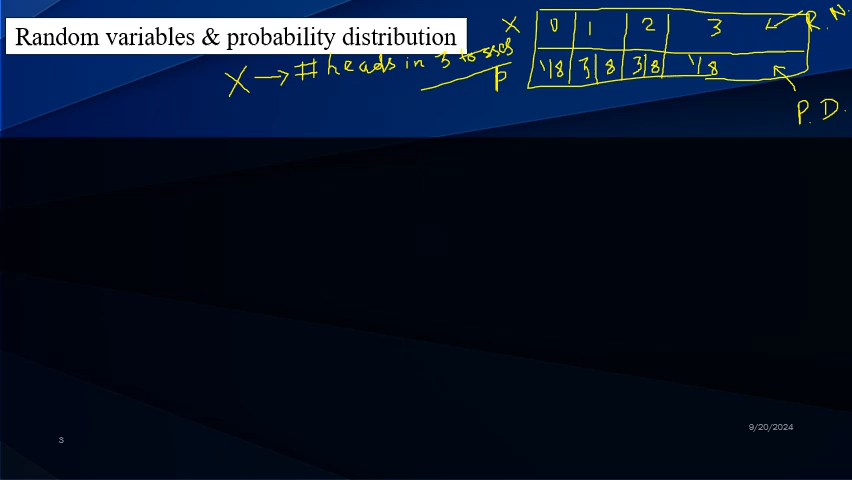 Random variables & probability distribution
X → # heads in 3 tosses
X 0 1 2 3 R.N.
P 1/8 3/8 3/8 1/8
P.D.
3
9/20/2024